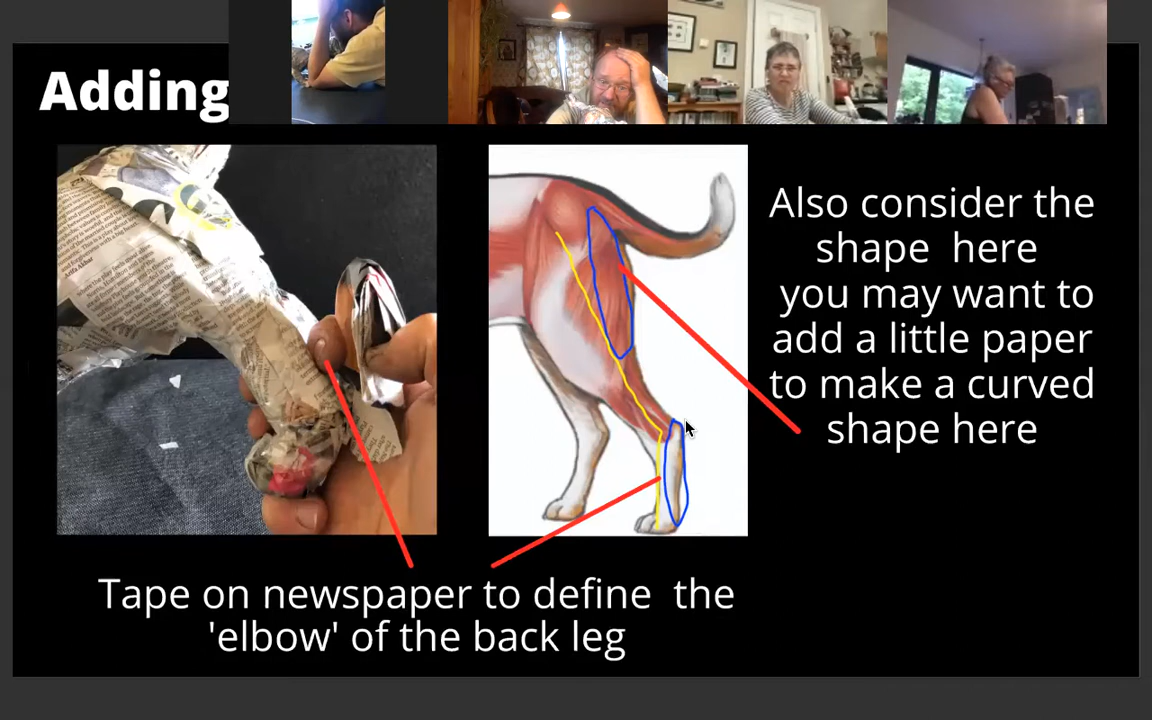 Adding
Also consider the
shape here
you may want to
add a little paper
to make a curved
shape here
Tape on newspaper to define the
'elbow' of the back leg